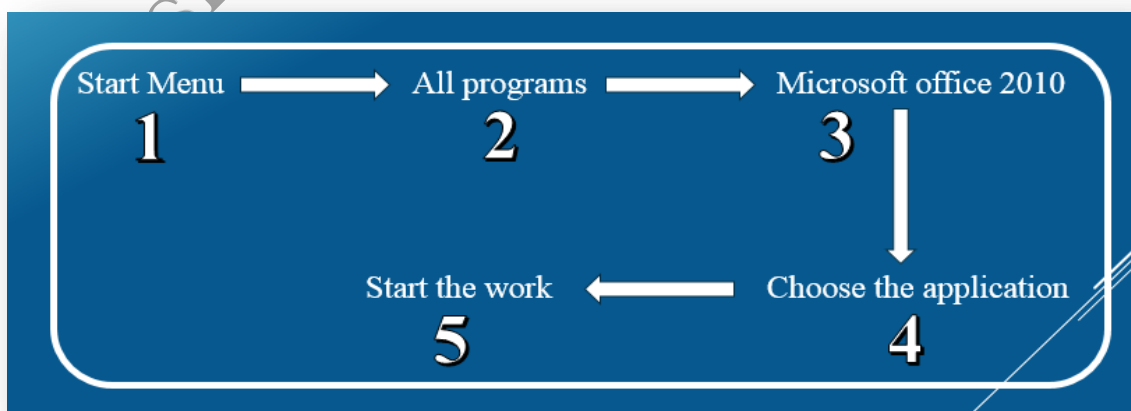 Start Menu
All programs
Microsoft office 2010
1
2
3
Choose the application
4
Start the work
5